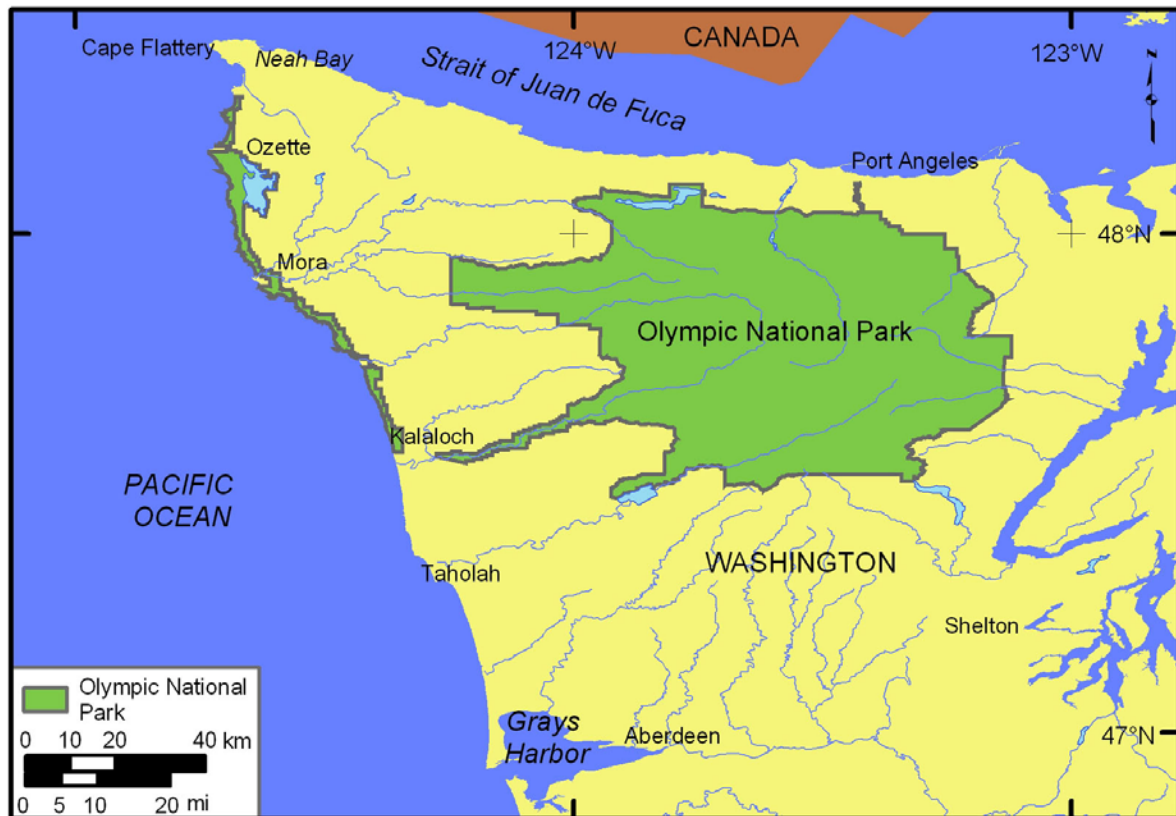 CANADA
124°W
123°W
Cape Flattery
Neah Bay
Strait of Juan de Fuca
N
Ozette
Port Angeles
48°N
Mora
Olympic National Park
Kalaloch
PACIFIC
OCEAN
WASHINGTON
Taholah
Shelton
Olympic National
Park
Grays
Harbor
Aberdeen
47°N
0 10 20 40 km
0 5 10 20 mi